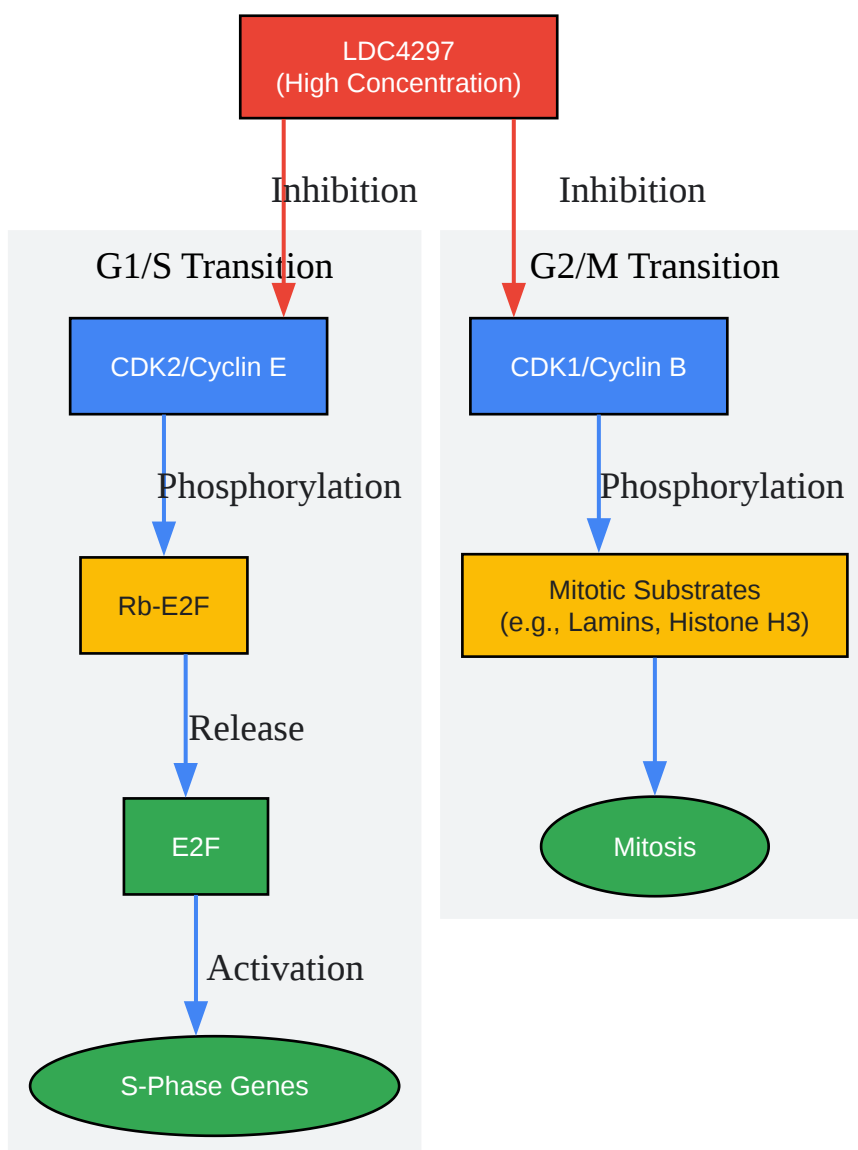 LDC4297
(High Concentration)
Inhibition
Inhibition
G1/S Transition
CDK2/Cyclin E
Phosphorylation
Rb-E2F
Release
E2F
Activation
S-Phase Genes
G2/M Transition
CDK1/Cyclin B
Phosphorylation
Mitotic Substrates
(e.g., Lamins, Histone H3)
Mitosis